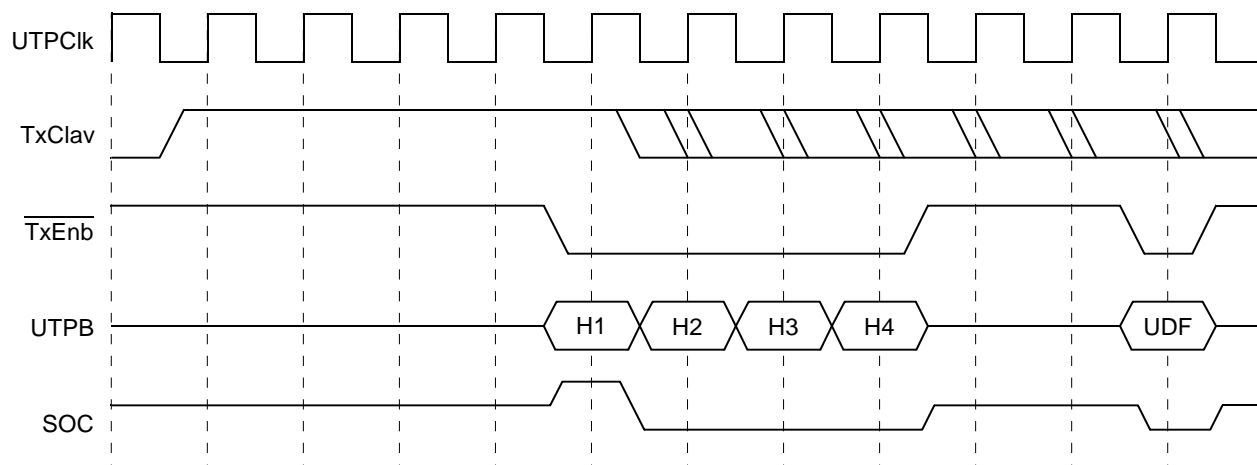 UTPClk
TxClav
TxEnb
UTPB
H1 H2 H3 H4 UDF
SOC